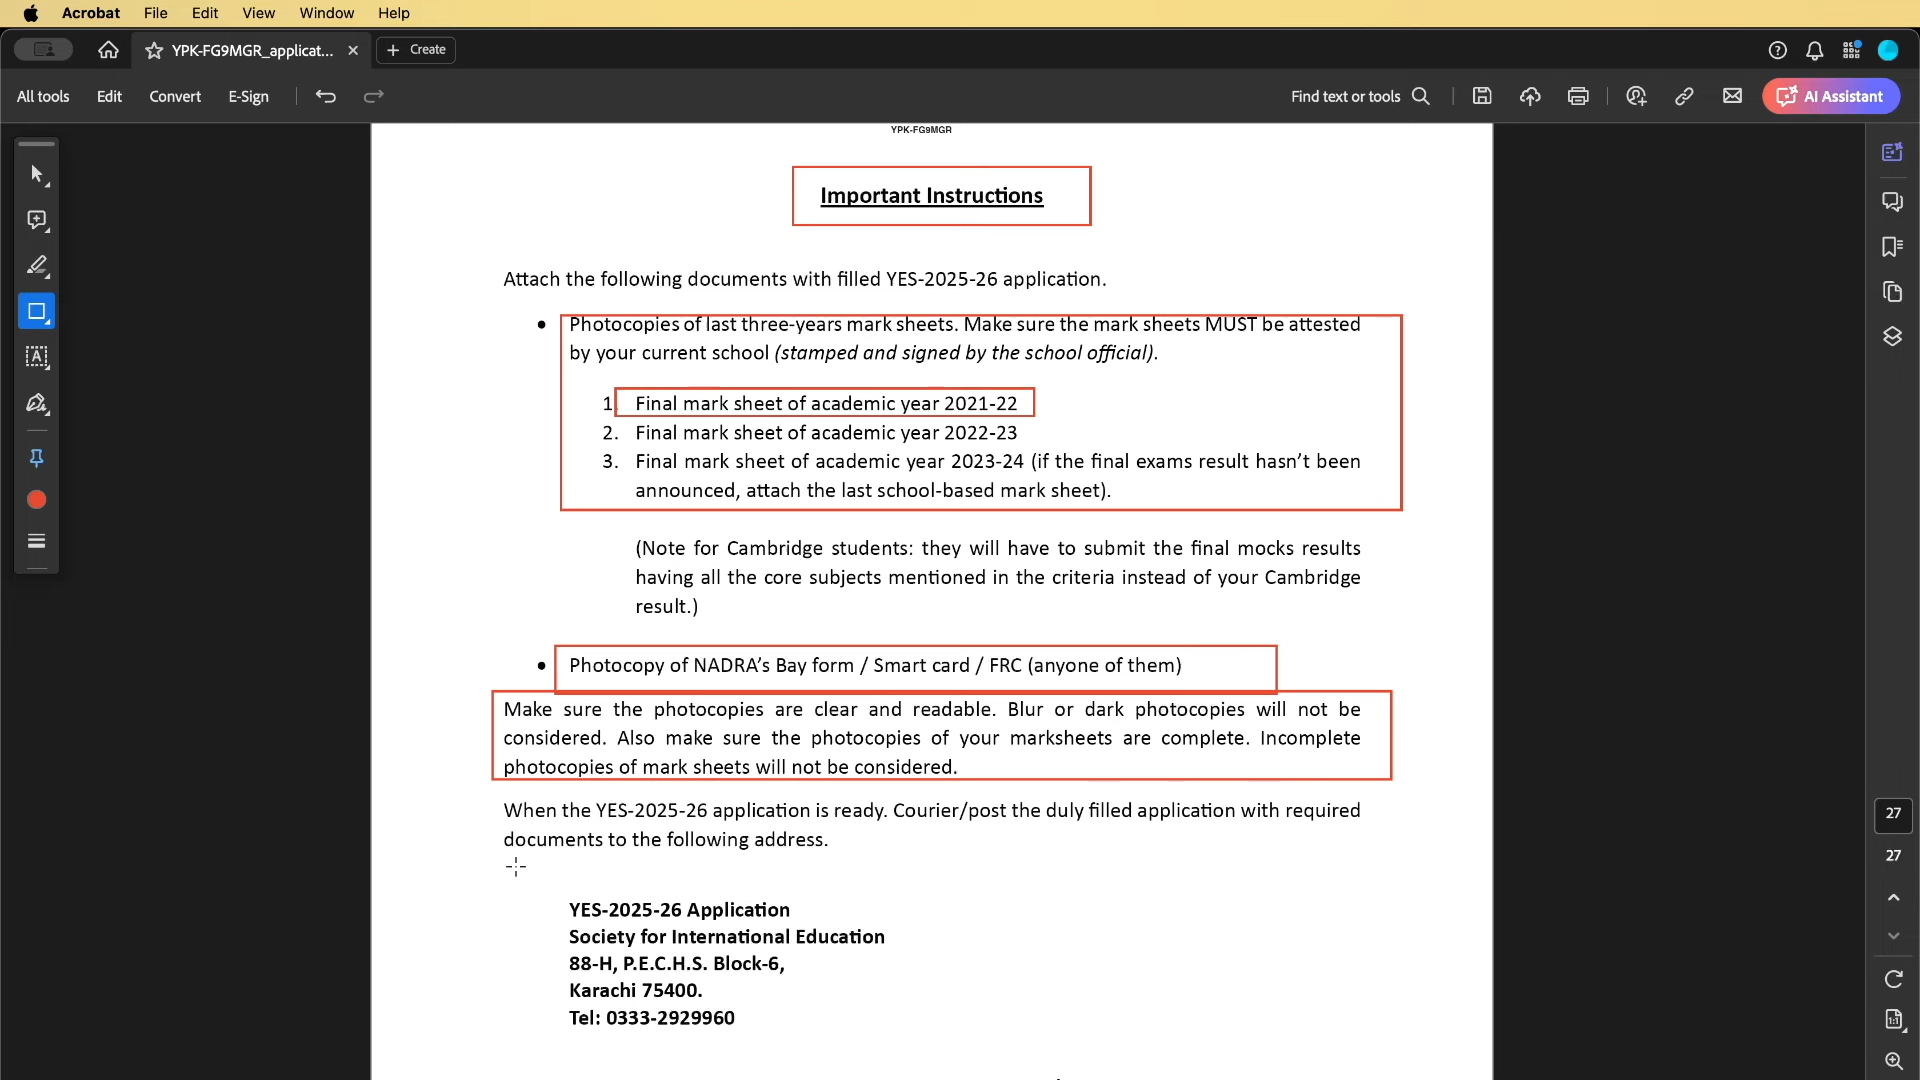 Acrobat File Edit View Window Help
YPK-FG9MGR_applicat... Create
All tools Edit Convert E-Sign Find text or tools AI Assistant
YPK-FG9MGR
Important Instructions
Attach the following documents with filled YES-2025-26 application.
• Photocopies of last three-years mark sheets. Make sure the mark sheets MUST be attested
by your current school (stamped and signed by the school official).
1. Final mark sheet of academic year 2021-22
2. Final mark sheet of academic year 2022-23
3. Final mark sheet of academic year 2023-24 (if the final exams result hasn’t been
announced, attach the last school-based mark sheet).
(Note for Cambridge students: they will have to submit the final mocks results
having all the core subjects mentioned in the criteria instead of your Cambridge
result.)
• Photocopy of NADRA’s Bay form / Smart card / FRC (anyone of them)
Make sure the photocopies are clear and readable. Blur or dark photocopies will not be
considered. Also make sure the photocopies of your marksheets are complete. Incomplete
photocopies of mark sheets will not be considered.
When the YES-2025-26 application is ready. Courier/post the duly filled application with required
documents to the following address.
YES-2025-26 Application
Society for International Education
88-H, P.E.C.H.S. Block-6,
Karachi 75400.
Tel: 0333-2929960
27
27